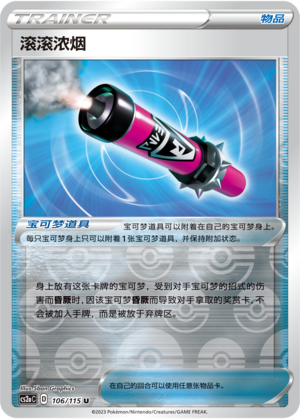 TRAINER
物品
滚滚浓烟
宝可梦道具
宝可梦道具可以附着在自己的宝可梦身上。
每只宝可梦身上只可以附着1张宝可梦道具，并保持附加状态。
身上放有这张卡牌的宝可梦，受到对手宝可梦的招式的伤
害而昏厥时，因该宝可梦昏厥而导致对手拿取的奖赏卡，不
会被加入手牌，而是被放于弃牌区。
Illus. Toyste Graphics
CS3aC D 106/115 U
在自己的回合可以使用任意张物品卡。
©2023 Pokémon/Nintendo/Creatures/GAME FREAK.